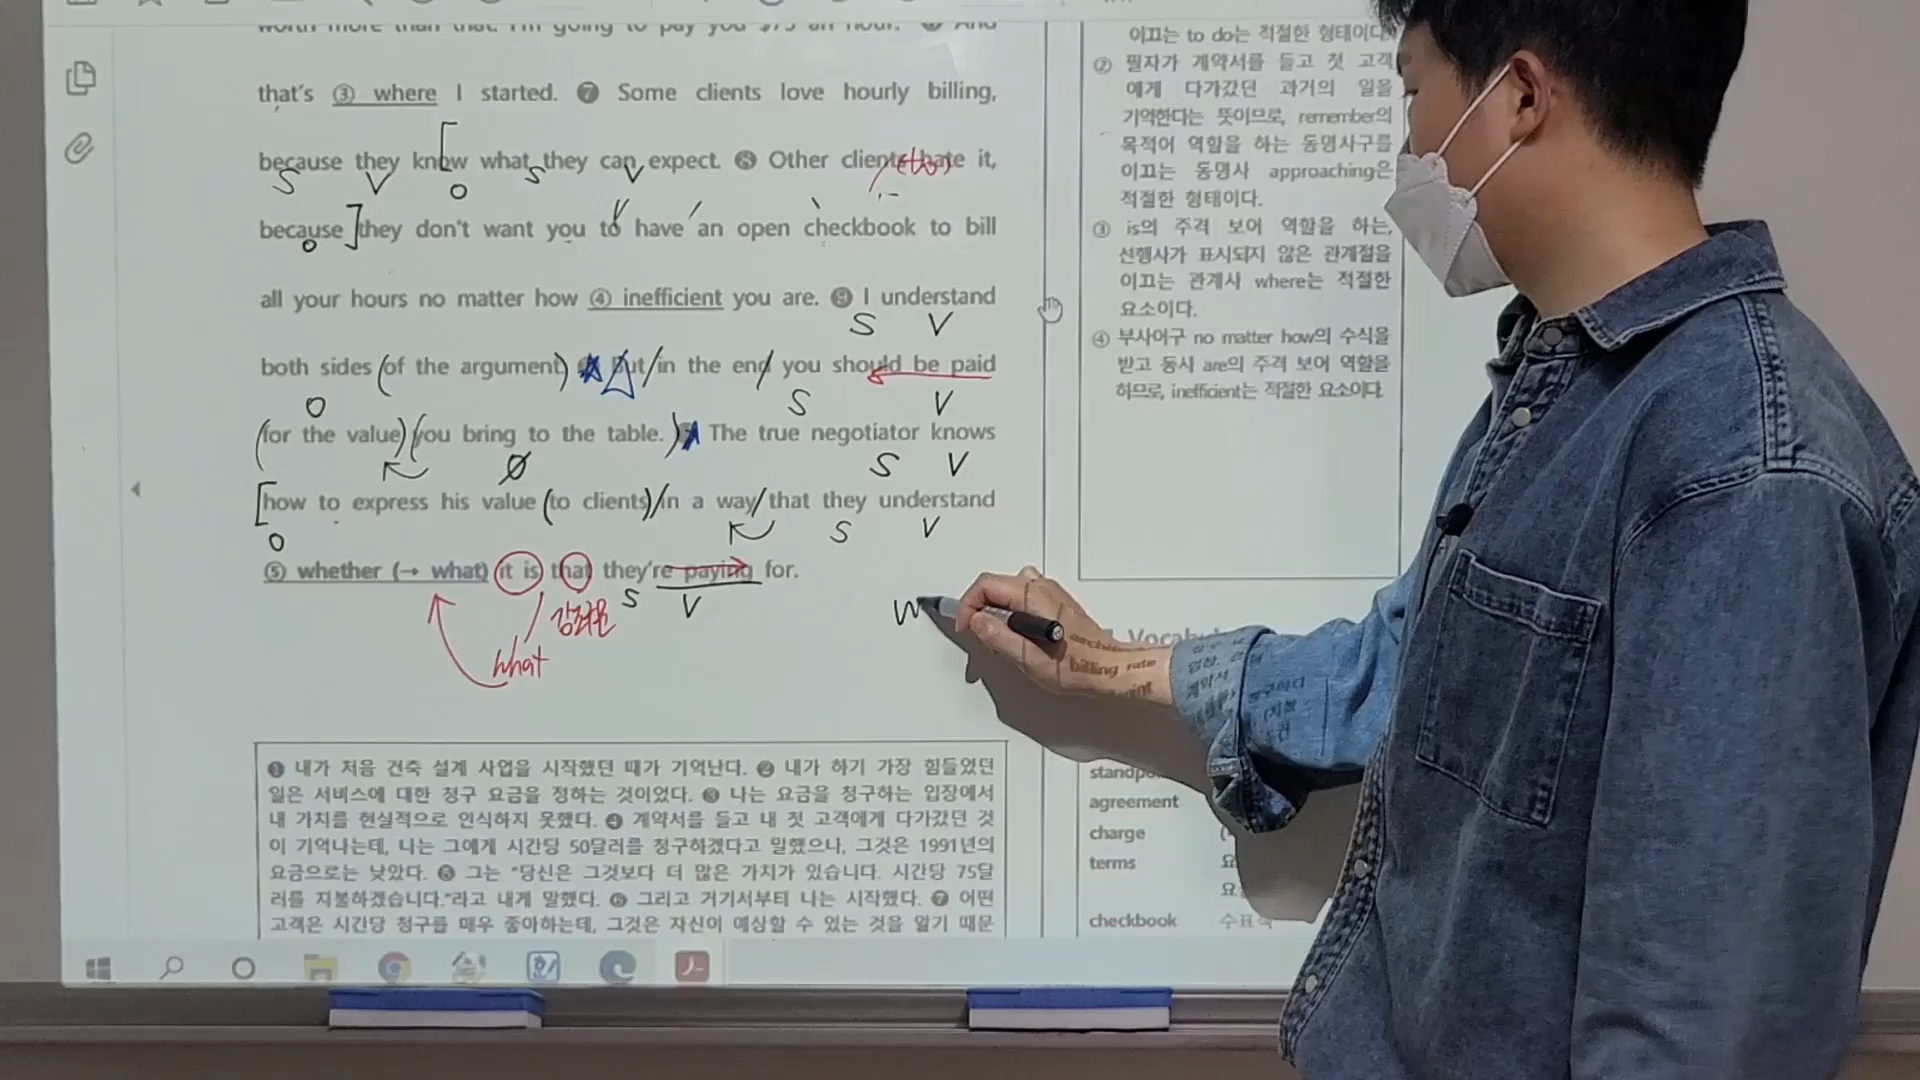 worth more than that. I'm going to pay you $75 an hour. ❻ And
that's ③ where I started. ❼ Some clients love hourly billing,
because they know what they can expect. ❽ Other clients hate it,
because they don't want you to have an open checkbook to bill
all your hours no matter how ④ inefficient you are. ❾ I understand
S V
both sides (of the argument) But / in the end / you should be paid
O S V
(for the value) (you bring to the table.) The true negotiator knows
S V
[how to express his value (to clients) / in a way / that they understand
O S V
⑤ whether (→ what) it is that they're paying for.
S V
강조문
what
이끄는 to do는 적절한 형태이다.
② 필자가 계약서를 들고 첫 고객
에게 다가갔던 과거의 일을
기억한다는 뜻이므로, remember의
목적어 역할을 하는 동명사구를
이끄는 동명사 approaching은
적절한 형태이다.
③ is의 주격 보어 역할을 하는,
선행사가 표시되지 않은 관계절을
이끄는 관계사 where는 적절한
요소이다.
④ 부사어구 no matter how의 수식을
받고 동사 are의 주격 보어 역할을
하므로, inefficient는 적절한 요소이다.
billing rate
agreement
charge
terms
checkbook 수표책
❶ 내가 처음 건축 설계 사업을 시작했던 때가 기억난다. ❷ 내가 하기 가장 힘들었던
일은 서비스에 대한 청구 요금을 정하는 것이었다. ❸ 나는 요금을 청구하는 입장에서
내 가치를 현실적으로 인식하지 못했다. ❹ 계약서를 들고 내 첫 고객에게 다가갔던 것
이 기억나는데, 나는 그에게 시간당 50달러를 청구하겠다고 말했으나, 그것은 1991년의
요금으로는 낮았다. ❺ 그는 "당신은 그것보다 더 많은 가치가 있습니다. 시간당 75달
러를 지불하겠습니다."라고 내게 말했다. ❻ 그리고 거기서부터 나는 시작했다. ❼ 어떤
고객은 시간당 청구를 매우 좋아하는데, 그것은 자신이 예상할 수 있는 것을 알기 때문